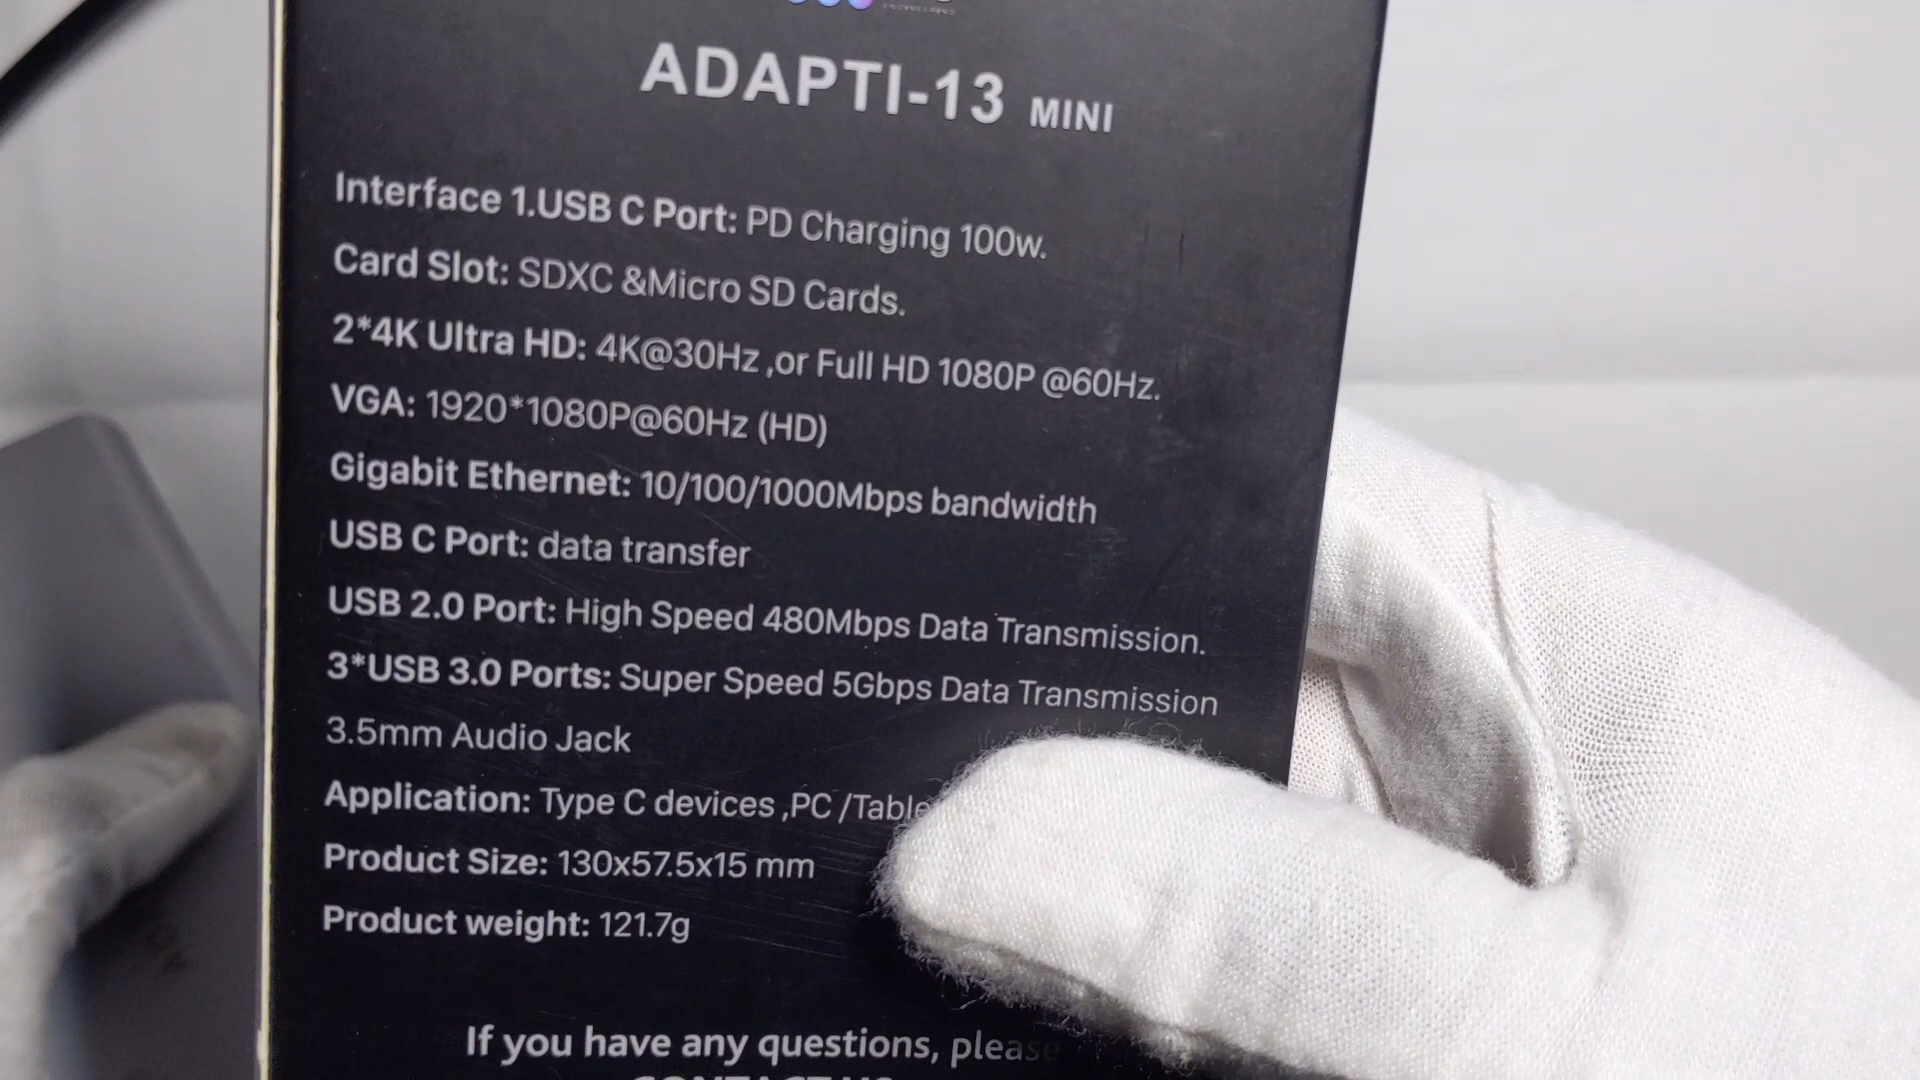 ADAPTI-13 MINI
Interface 1.USB C Port: PD Charging 100w.
Card Slot: SDXC &Micro SD Cards.
2*4K Ultra HD: 4K@30Hz ,or Full HD 1080P @60Hz.
VGA: 1920*1080P@60Hz (HD)
Gigabit Ethernet: 10/100/1000Mbps bandwidth
USB C Port: data transfer
USB 2.0 Port: High Speed 480Mbps Data Transmission.
3*USB 3.0 Ports: Super Speed 5Gbps Data Transmission
3.5mm Audio Jack
Application: Type C devices ,PC /Table
Product Size: 130x57.5x15 mm
Product weight: 121.7g
If you have any questions, please